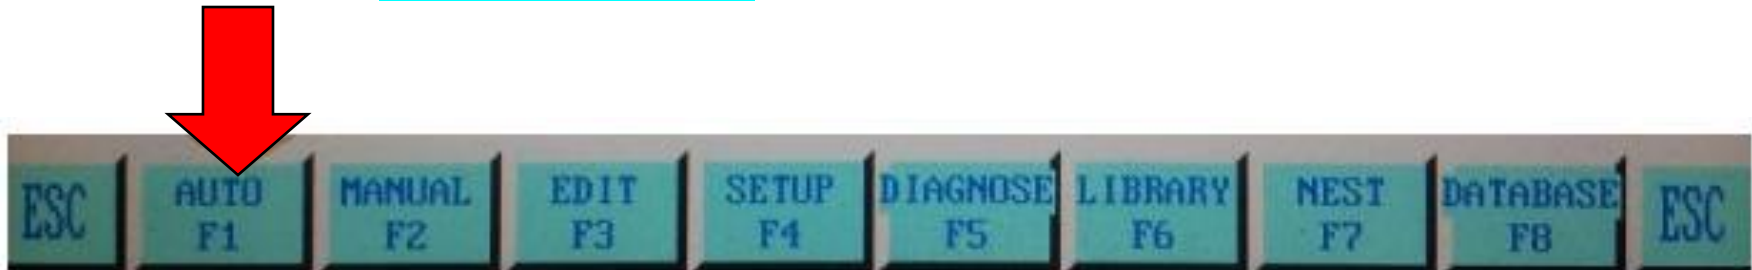 ESC
AUTO
F1
MANUAL
F2
EDIT
F3
SETUP
F4
DIAGNOSE
F5
LIBRARY
F6
NEST
F7
DATABASE
F8
ESC